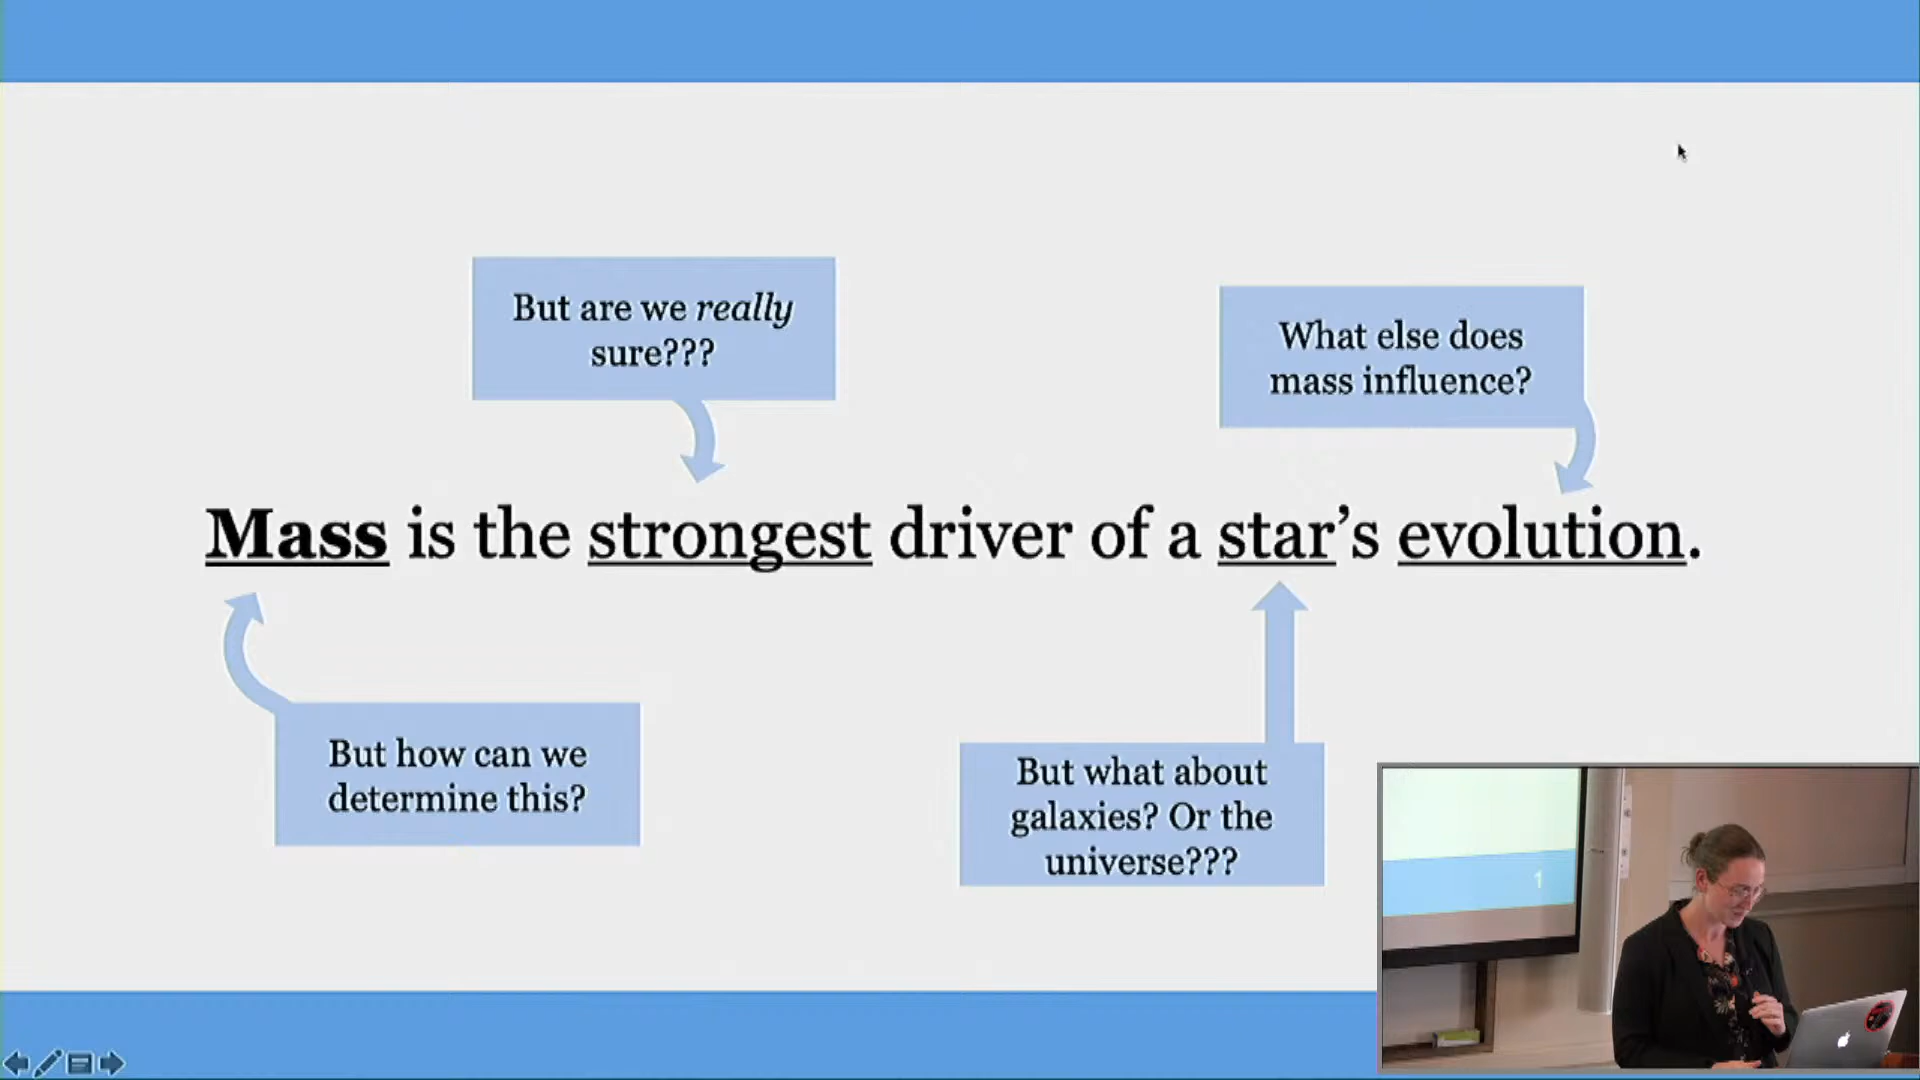 But are we really
sure???
What else does
mass influence?
Mass is the strongest driver of a star's evolution.
But how can we
determine this?
But what about
galaxies? Or the
universe???
1